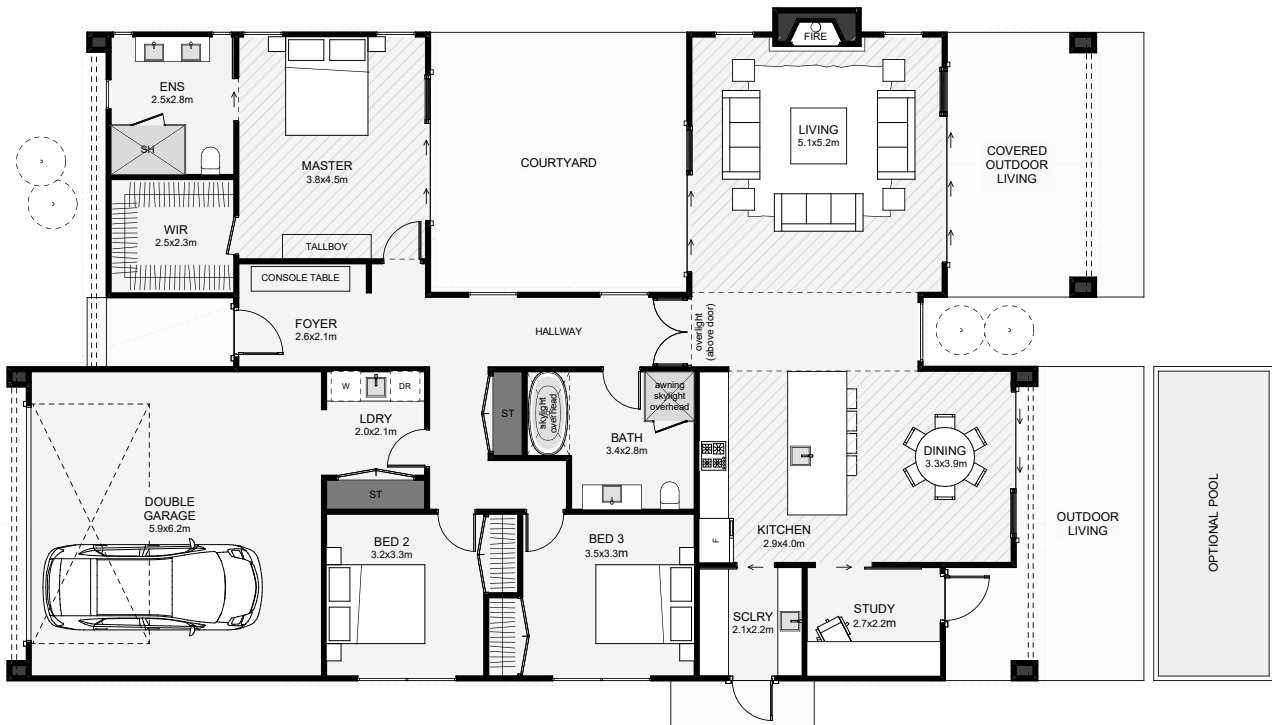 FIRE
ENS
2.5x2.8m
SH
MASTER
3.8x4.5m
TALLBOY
WIR
2.5x2.3m
COURTYARD
LIVING
5.1x5.2m
COVERED
OUTDOOR
LIVING
CONSOLE TABLE
FOYER
2.6x2.1m
HALLWAY
overlight
(above door)
W
DR
LDRY
2.0x2.1m
ST
ST
skylight
overhead
awning
skylight
overhead
BATH
3.4x2.8m
DINING
3.3x3.9m
DOUBLE
GARAGE
5.9x6.2m
BED 2
3.2x3.3m
BED 3
3.5x3.3m
F
KITCHEN
2.9x4.0m
OUTDOOR
LIVING
OPTIONAL POOL
SCLRY
2.1x2.2m
STUDY
2.7x2.2m